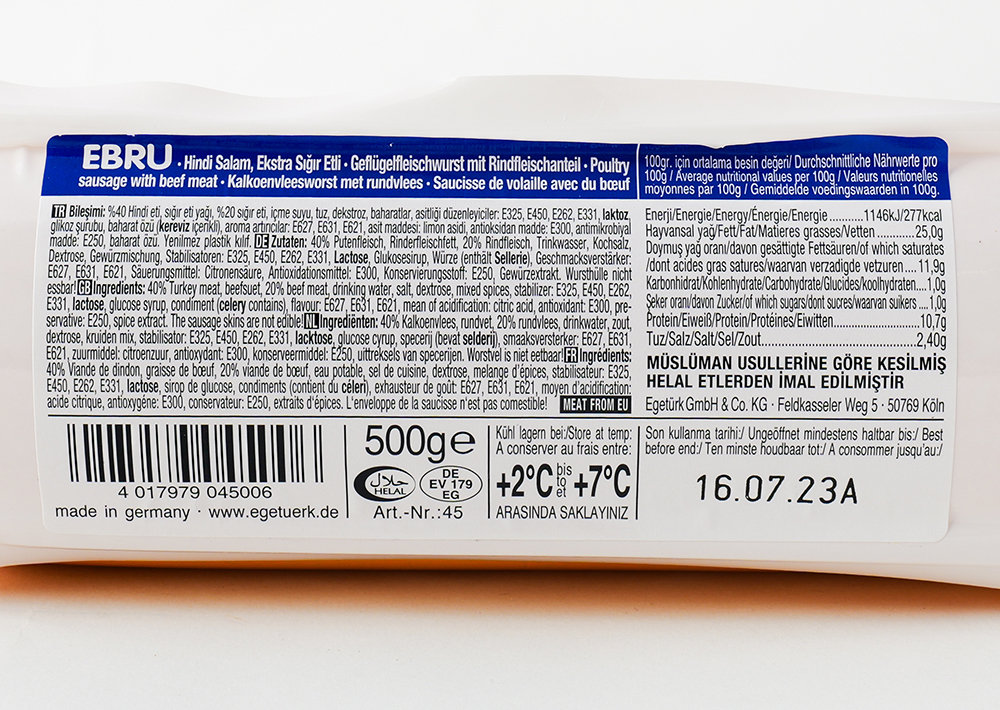 EBRU · Hindi Salam, Ekstra Sığır Etli · Geflügelfleischwurst mit Rindfleischanteil · Poultry
sausage with beef meat · Kalkoenvleesworst met rundvlees · Saucisse de volaille avec du bœuf
100gr. için ortalama besin değeri/ Durchschnittliche Nährwerte pro
100g / Average nutritional values per 100g / Valeurs nutritionelles
moyonnes par 100g / Gemiddelde voedingswaarden in 100g.
TR Bileşimi: %40 Hindi eti, sığır eti yağı, %20 sığır eti, içme suyu, tuz, dekstroz, baharatlar, asitliği düzenleyiciler: E325, E450, E262, E331, laktoz,
glikoz şurubu, baharat özü (kereviz içerikli), aroma artırıcılar: E627, E631, E621, asit maddesi: limon asidi, antioksidan madde: E300, antimikrobiyal
madde: E250, baharat özü. Yenilmez plastik kılıf. DE Zutaten: 40% Putenfleisch, Rinderfleischfett, 20% Rindfleisch, Trinkwasser, Kochsalz,
Dextrose, Gewürzmischung, Stabilisatoren: E325, E450, E262, E331, Lactose, Glukosesirup, Würze (enthält Sellerie), Geschmacksverstärker:
E627, E631, E621, Säuerungsmittel: Citronensäure, Antioxidationsmittel: E300, Konservierungsstoff: E250, Gewürzextrakt. Wursthülle nicht
essbar! GB Ingredients: 40% Turkey meat, beefsuet, 20% beef meat, drinking water, salt, dextrose, mixed spices, stabilizer: E325, E450, E262,
E331, lactose, glucose syrup, condiment (celery contains), flavour: E627, E631, E621, mean of acidification: citric acid, antioxidant: E300, pre-
servative: E250, spice extract. The sausage skins are not edible! NL Ingrediënten: 40% Kalkoenvlees, rundvet, 20% rundvlees, drinkwater, zout,
dextrose, kruiden mix, stabilisator: E325, E450, E262, E331, lacktose, glucose syrup, specerij (bevat selderij), smaaksversterker: E627, E631,
E621, zuurmiddel: citroenzuur, antioxydant: E300, konserveermiddel: E250, uittreksels van specerijen. Worstvel is niet eetbaar! FR Ingrédients:
40% Viande de dindon, graisse de bœuf, 20% viande de bœuf, eau potable, sel de cuisine, dextrose, melange d'épices, stabilisateur: E325,
E450, E262, E331, lactose, sirop de glucose, condiments (contient du céleri), exhausteur de goût: E627, E631, E621, moyen d'acidification:
acide citrique, antioxygène: E300, conservateur: E250, extraits d'épices. L'enveloppe de la saucisse n'est pas comestible! MEAT FROM EU
Enerji/Energie/Energy/Énergie/Energie...........1146kJ/277kcal
Hayvansal yağ/Fett/Fat/Matieres grasses/Vetten...........25,0g
Doymuş yağ oranı/davon gesättigte Fettsäuren/of which saturates
/dont acides gras satures/waarvan verzadigde vetzuren....11,9g
Karbonhidrat/Kohlenhydrate/Carbohydrate/Glucides/koolhydraten....1,0g
Şeker oranı/davon Zucker/of which sugars/dont sucres/waarvan suikers....1,0g
Protein/Eiweiß/Protein/Protéines/Eiwitten....................10,7g
Tuz/Salz/Salt/Sel/Zout....................................2,40g
MÜSLÜMAN USULLERİNE GÖRE KESİLMİŞ
HELAL ETLERDEN İMAL EDİLMİŞTİR
Egetürk GmbH & Co. KG · Feldkasseler Weg 5 · 50769 Köln
4 017979 045006
made in germany · www.egetuerk.de
500g e
حلال
HALAL
DE
EV 179
EG
Art.-Nr.:45
Kühl lagern bei:/Store at temp:
A conserver au frais entre:
+2°C bis to et +7°C
ARASINDA SAKLAYINIZ
Son kullanma tarihi:/ Ungeöffnet mindestens haltbar bis:/ Best
before end:/ Ten minste houdbaar tot:/ A consommer jusqu'au:/
16.07.23A